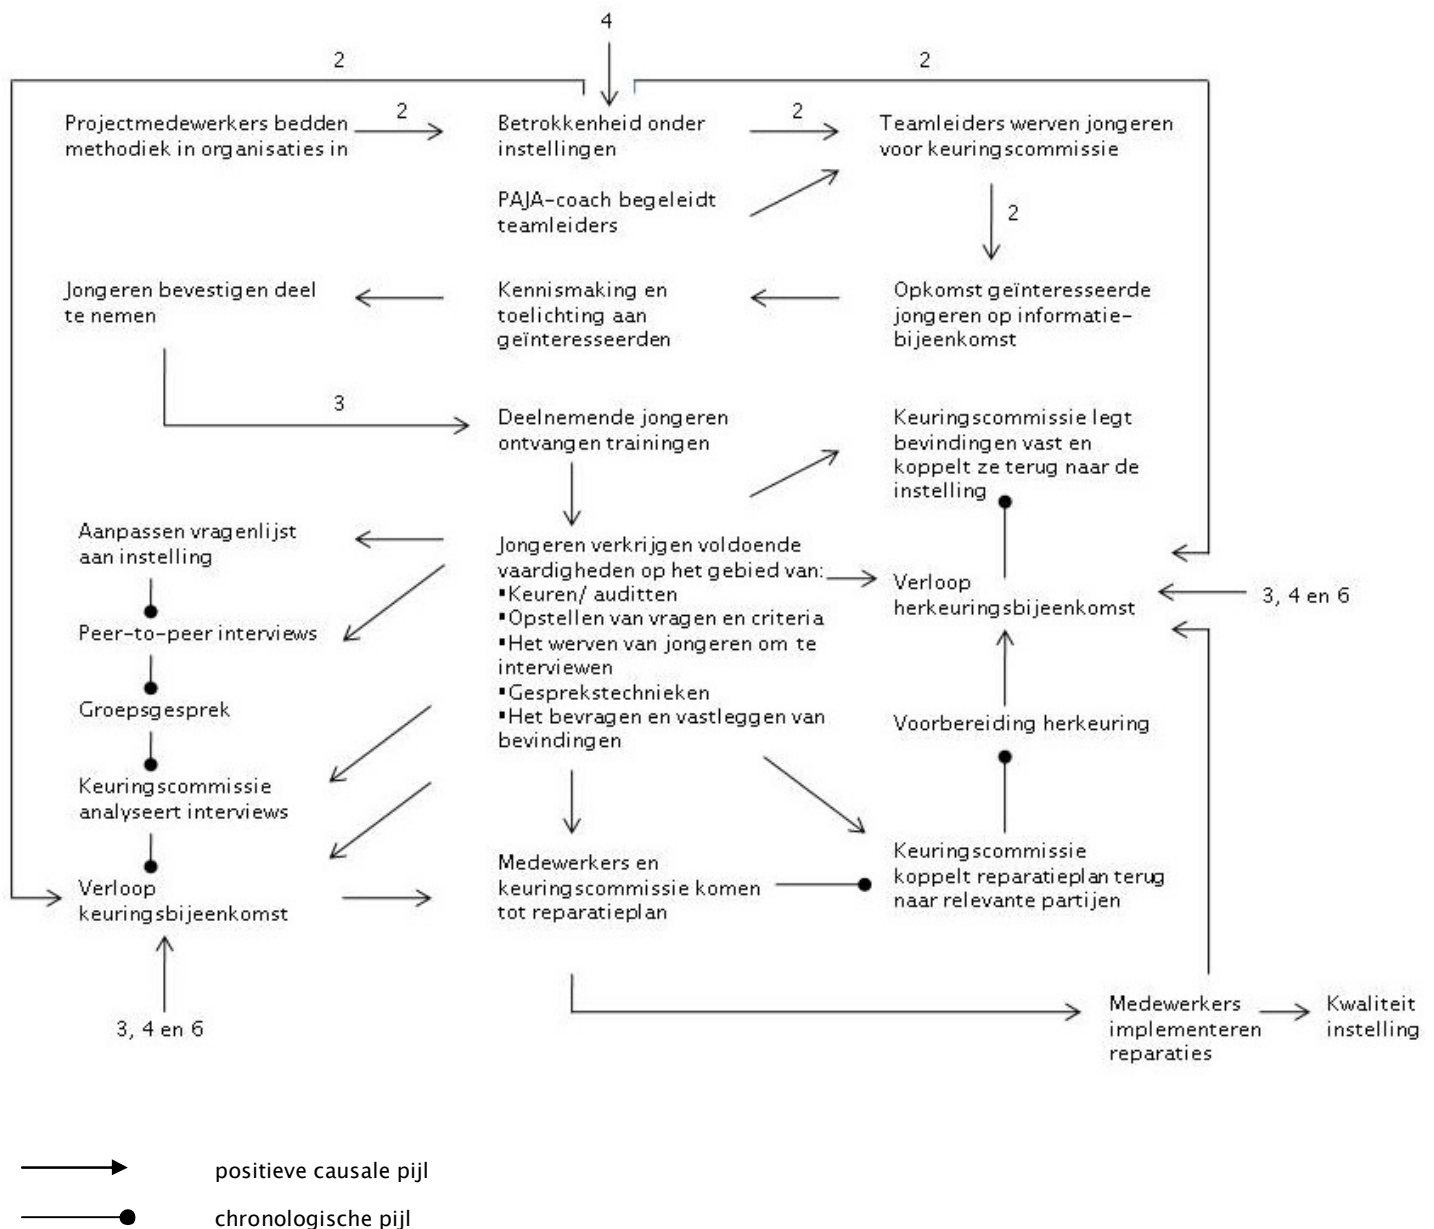 4
2
2
Projectmedewerkers bedden
methodiek in organisaties in
2
Betrokkenheid onder
instellingen
2
Teamleiders werven jongeren
voor keuringscommissie
PAJA-coach begeleidt
teamleiders
2
Jongeren bevestigen deel
te nemen
Kennismaking en
toelichting aan
geïnteresseerden
Opkomst geïnteresseerde
jongeren op informatie-
bijeenkomst
3
Deelnemende jongeren
ontvangen trainingen
Keuringscommissie legt
bevindingen vast en
koppelt ze terug naar de
instelling
Aanpassen vragenlijst
aan instelling
Jongeren verkrijgen voldoende
vaardigheden op het gebied van:
▪Keuren/ auditten
▪Opstellen van vragen en criteria
▪Het werven van jongeren om te
interviewen
▪Gesprekstechnieken
▪Het bevragen en vastleggen van
bevindingen
Verloop
herkeuringsbijeenkomst
3, 4 en 6
Peer-to-peer interviews
Groepsgesprek
Voorbereiding herkeuring
Keuringscommissie
analyseert interviews
Verloop
keuringsbijeenkomst
Medewerkers en
keuringscommissie komen
tot reparatieplan
Keuringscommissie
koppelt reparatieplan terug
naar relevante partijen
3, 4 en 6
Medewerkers
implementeren
reparaties
Kwaliteit
instelling
positieve causale pijl
chronologische pijl